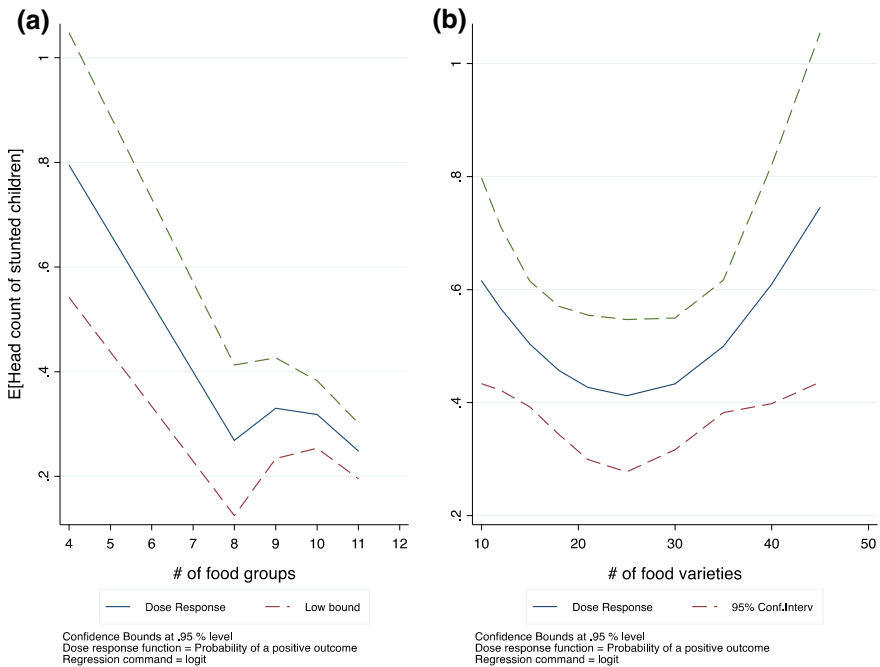 (a)
E[Head count of stunted children]
1
.8
.6
.4
.2
4 5 6 7 8 9 10 11 12
# of food groups
Dose Response Low bound
Confidence Bounds at .95 % level
Dose response function = Probability of a positive outcome
Regression command = logit
(b)
1
.8
.6
.4
.2
10 20 30 40 50
# of food varieties
Dose Response 95% Conf.Interv
Confidence Bounds at .95 % level
Dose response function = Probability of a positive outcome
Regression command = logit